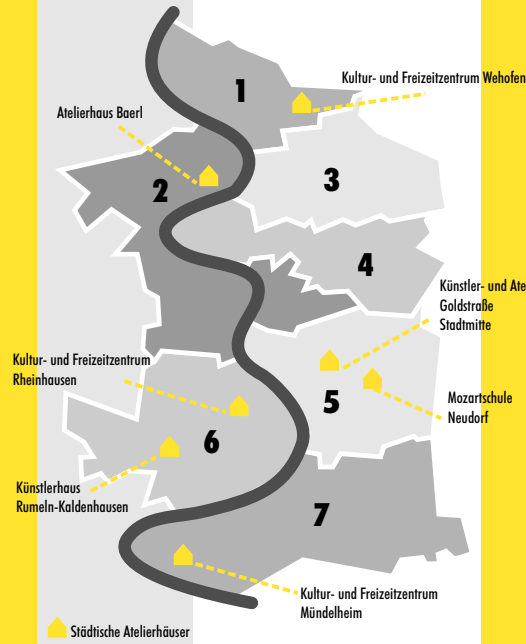 1
Kultur- und Freizeitzentrum Wehofen
Atelierhaus Baerl
2
3
4
Künstler- und Ate
Goldstraße
Stadtmitte
Kultur- und Freizeitzentrum
Rheinhausen
5
Mozartschule
Neudorf
6
Künstlerhaus
Rumeln-Kaldenhausen
7
Kultur- und Freizeitzentrum
Mündelheim
Städtische Atelierhäuser